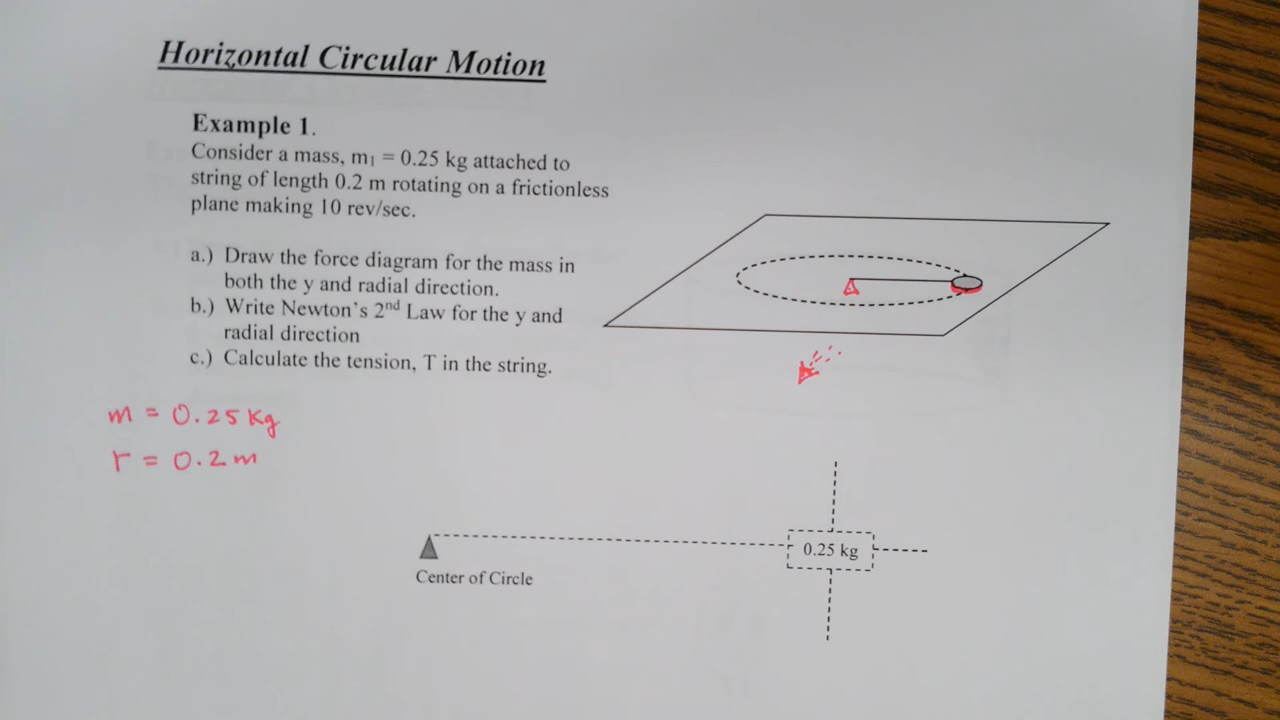 Horizontal Circular Motion
Example 1.
Consider a mass, m₁ = 0.25 kg attached to
string of length 0.2 m rotating on a frictionless
plane making 10 rev/sec.
a.) Draw the force diagram for the mass in
both the y and radial direction.
b.) Write Newton's 2ⁿᵈ Law for the y and
radial direction
c.) Calculate the tension, T in the string.
m = 0.25 Kg
r = 0.2 m
0.25 kg
Center of Circle